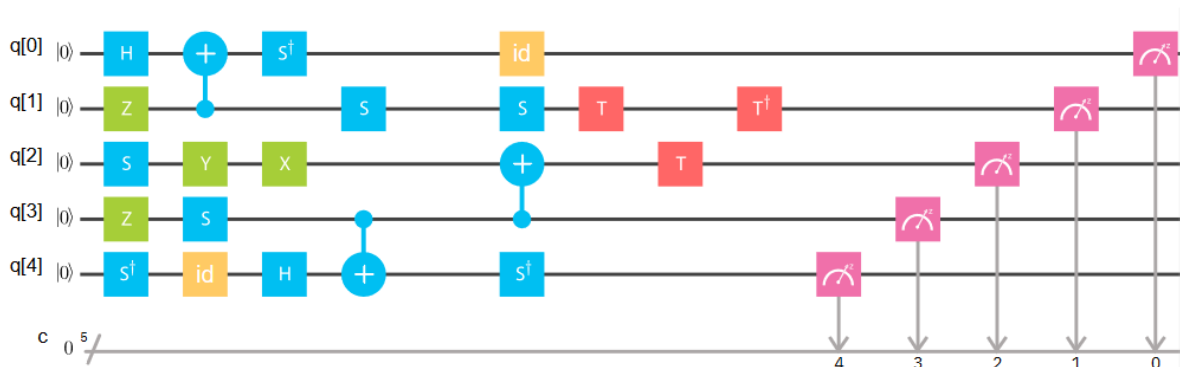 q[0] |0⟩ H + S† id z
q[1] |0⟩ Z S S T T† z
q[2] |0⟩ S Y X + T z
q[3] |0⟩ Z S z
q[4] |0⟩ S† id H + S† z
c 0 5
4 3 2 1 0